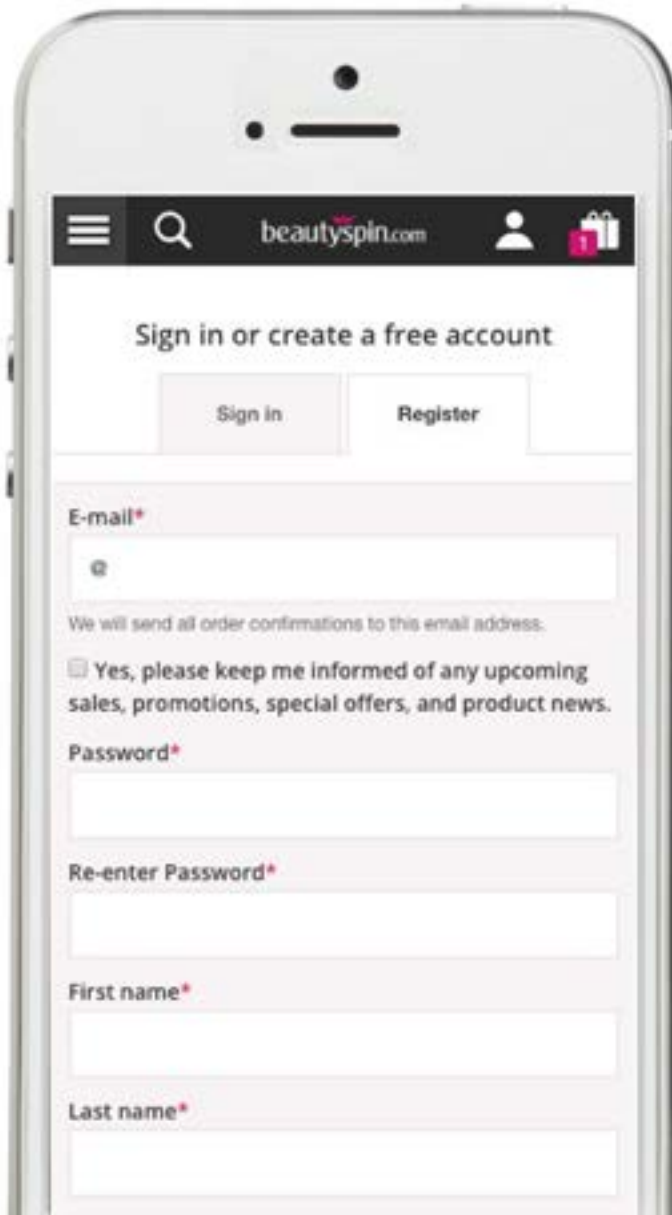 beautyspin.com
1
Sign in or create a free account
Sign in
Register
E-mail*
@
We will send all order confirmations to this email address.
Yes, please keep me informed of any upcoming
sales, promotions, special offers, and product news.
Password*
Re-enter Password*
First name*
Last name*